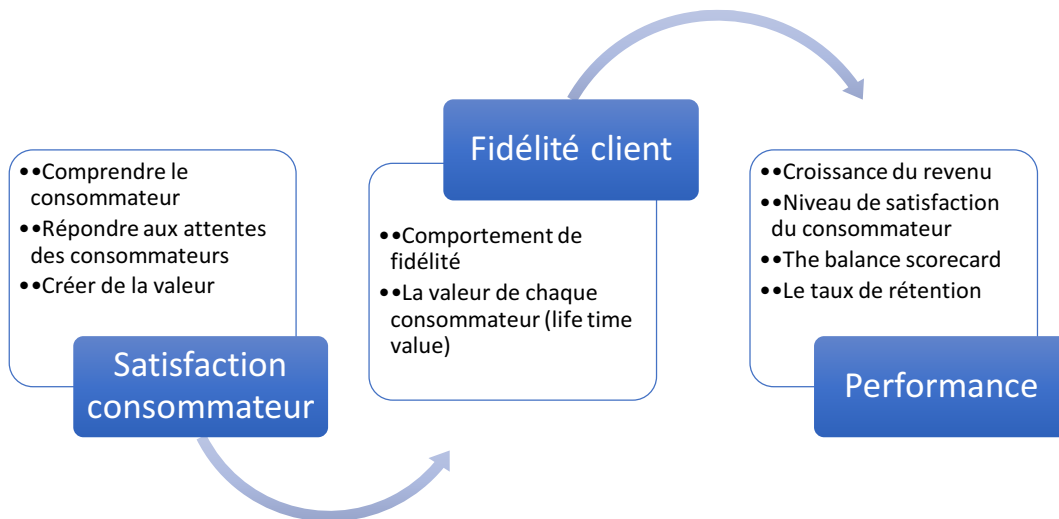 ••Comprendre le
consommateur
••Répondre aux attentes
des consommateurs
••Créer de la valeur
Satisfaction
consommateur
Fidélité client
••Comportement de
fidélité
••La valeur de chaque
consommateur (life time
value)
••Croissance du revenu
••Niveau de satisfaction
du consommateur
••The balance scorecard
••Le taux de rétention
Performance